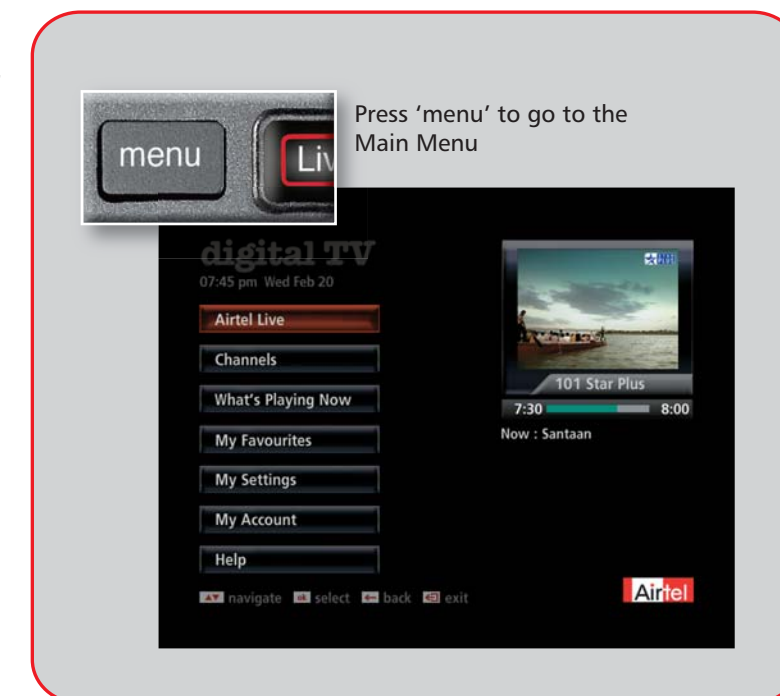 Press ‘menu’ to go to the
Main Menu
menu
Liv
digital TV
07:45 pm Wed Feb 20
Airtel Live
Channels
What's Playing Now
My Favourites
My Settings
My Account
Help
101 Star Plus
7:30 8:00
Now : Santaan
ok
navigate select back exit
Airtel